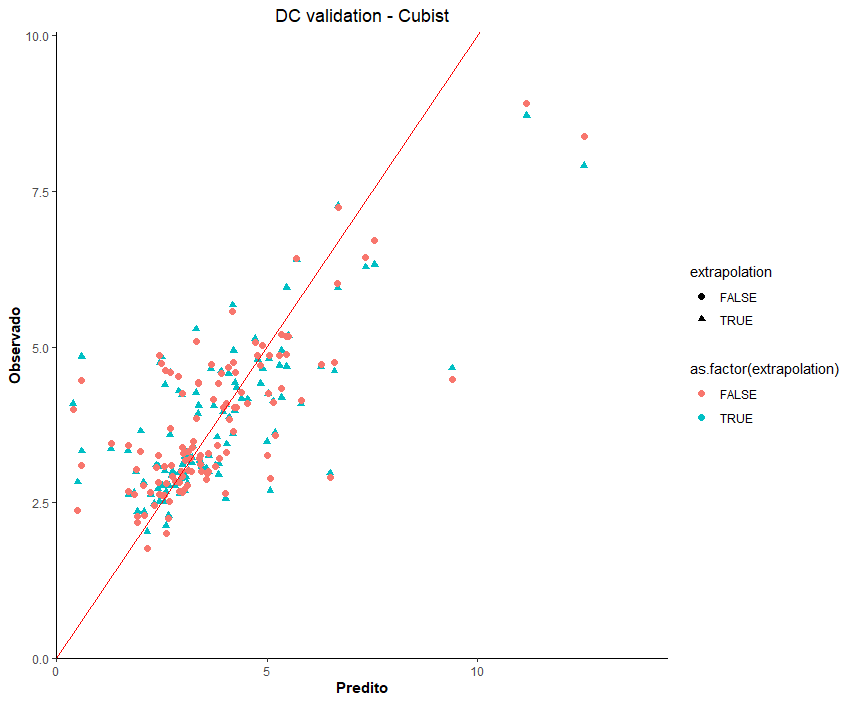 DC validation - Cubist
10.0
7.5
5.0
2.5
0.0
Observado
0
5
10
Predito
extrapolation
FALSE
TRUE
as.factor(extrapolation)
FALSE
TRUE